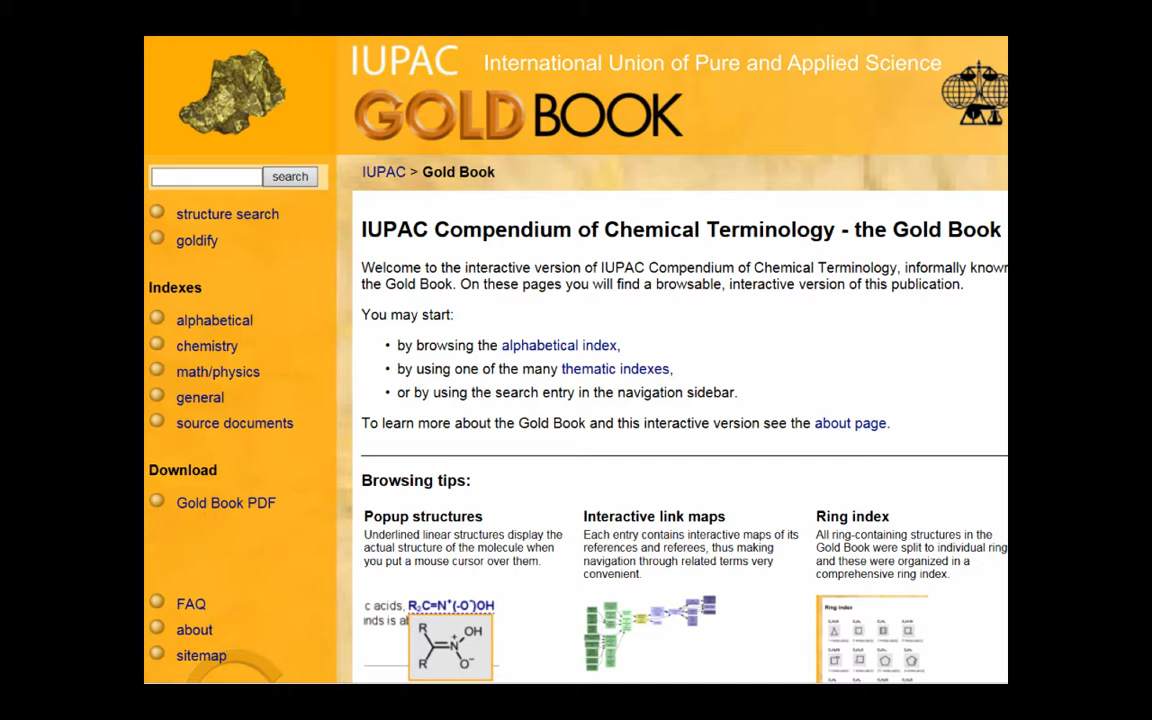 IUPAC International Union of Pure and Applied Science
GOLD BOOK
search
IUPAC > Gold Book
structure search
goldify
Indexes
alphabetical
chemistry
math/physics
general
source documents
Download
Gold Book PDF
FAQ
about
sitemap
IUPAC Compendium of Chemical Terminology - the Gold Book
Welcome to the interactive version of IUPAC Compendium of Chemical Terminology, informally known
the Gold Book. On these pages you will find a browsable, interactive version of this publication.
You may start:
• by browsing the alphabetical index,
• by using one of the many thematic indexes,
• or by using the search entry in the navigation sidebar.
To learn more about the Gold Book and this interactive version see the about page.
Browsing tips:
Popup structures
Underlined linear structures display the
actual structure of the molecule when
you put a mouse cursor over them.
c acids, R₂C=N⁺(-O⁻)OH
R
OH
N
+
R
O⁻
Interactive link maps
Each entry contains interactive maps of its
references and referees, thus making
navigation through related terms very
convenient.
Ring index
All ring-containing structures in the
Gold Book were split to individual ring
and these were organized in a
comprehensive ring index.
Ring index